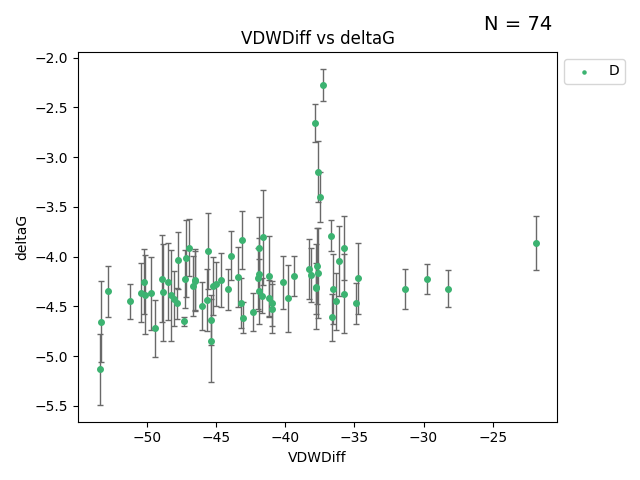 N = 74
VDWDiff vs deltaG
D
−2.0
−2.5
−3.0
−3.5
−4.0
−4.5
−5.0
−5.5
deltaG
−50 −45 −40 −35 −30 −25
VDWDiff